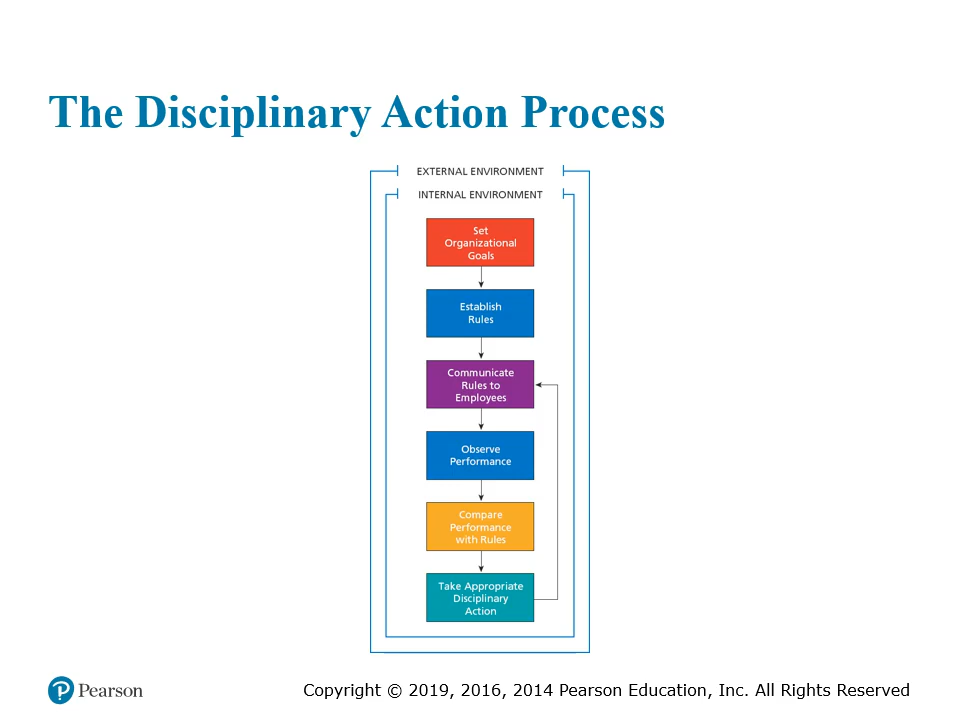 The Disciplinary Action Process
EXTERNAL ENVIRONMENT
INTERNAL ENVIRONMENT
Set
Organizational
Goals
Establish
Rules
Communicate
Rules to
Employees
Observe
Performance
Compare
Performance
with Rules
Take Appropriate
Disciplinary
Action
P Pearson
Copyright © 2019, 2016, 2014 Pearson Education, Inc. All Rights Reserved